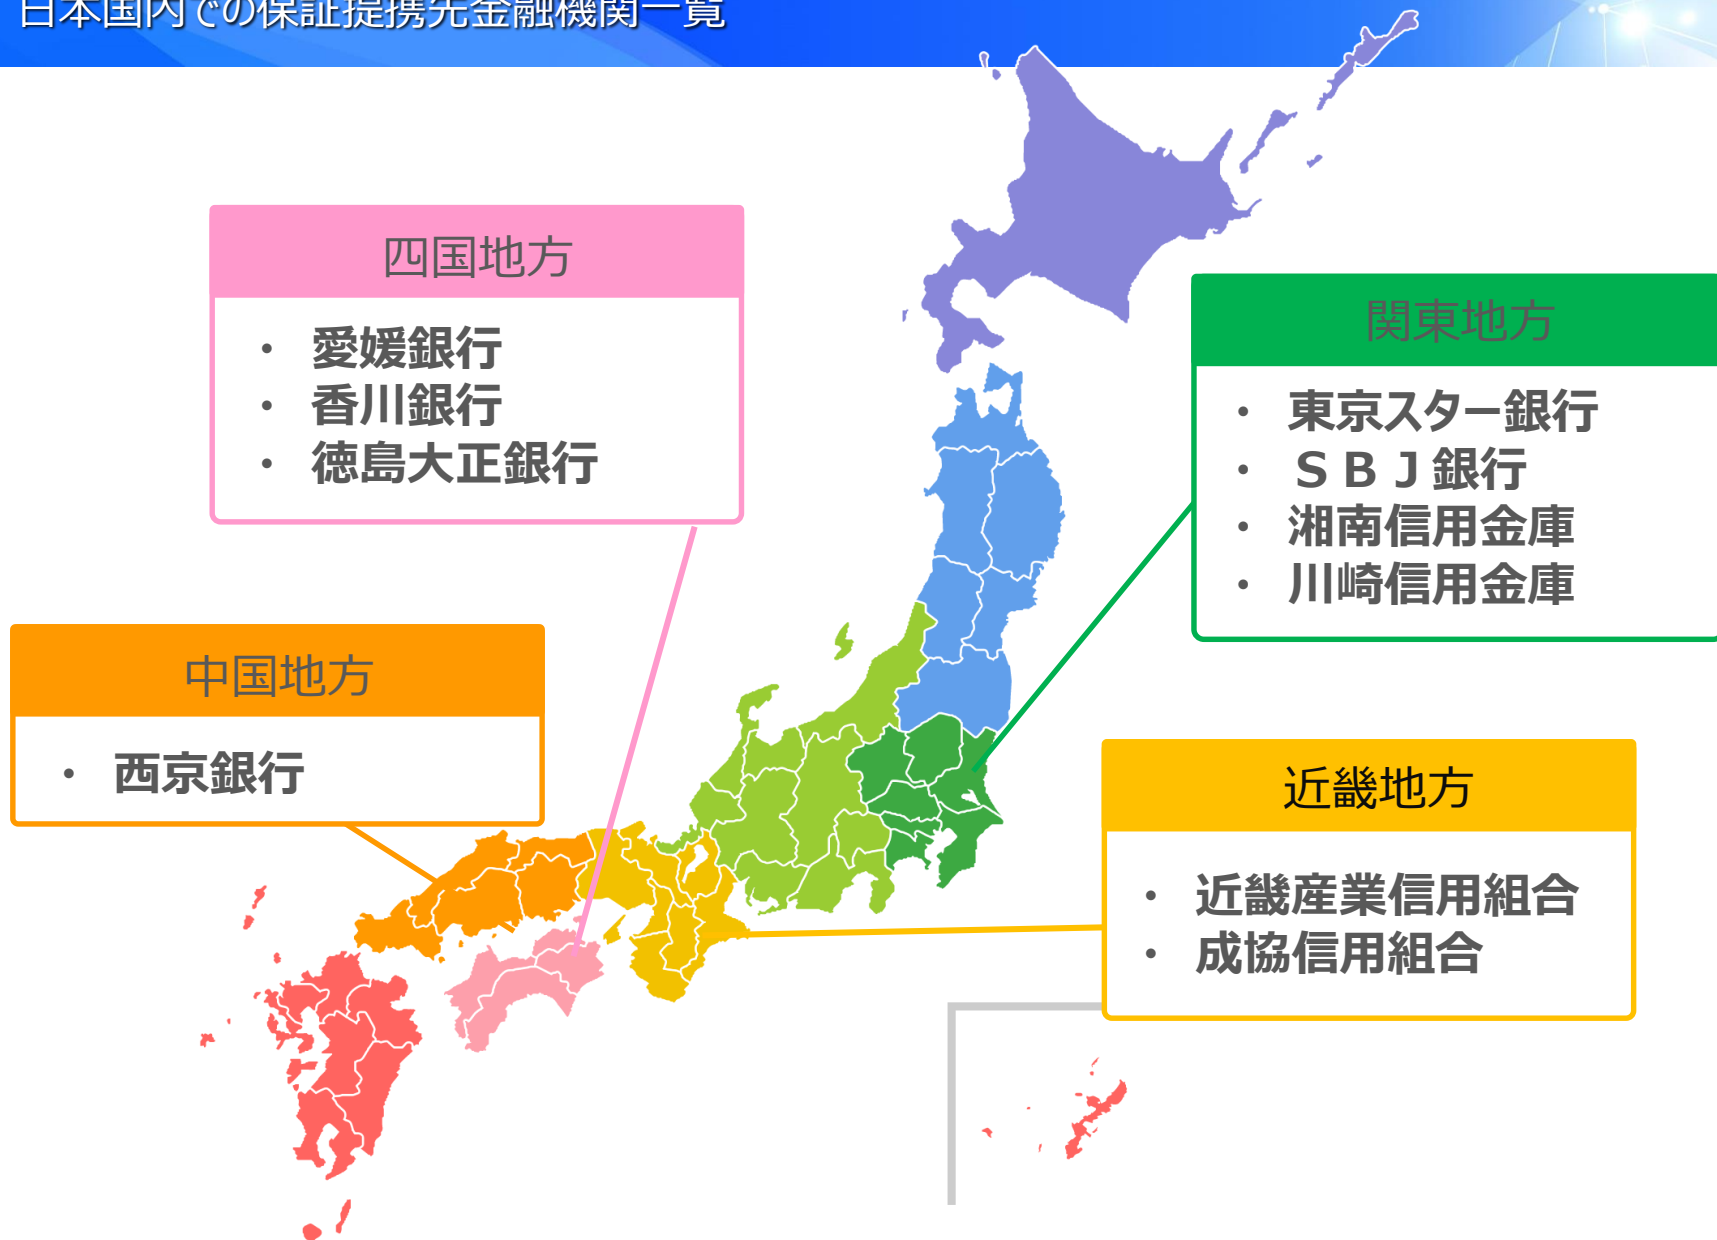 日本国内での保証提携先金融機関一覧
四国地方
・ 愛媛銀行
・ 香川銀行
・ 徳島大正銀行
関東地方
・ 東京スター銀行
・ ＳＢＪ銀行
・ 湘南信用金庫
・ 川崎信用金庫
中国地方
・ 西京銀行
近畿地方
・ 近畿産業信用組合
・ 成協信用組合